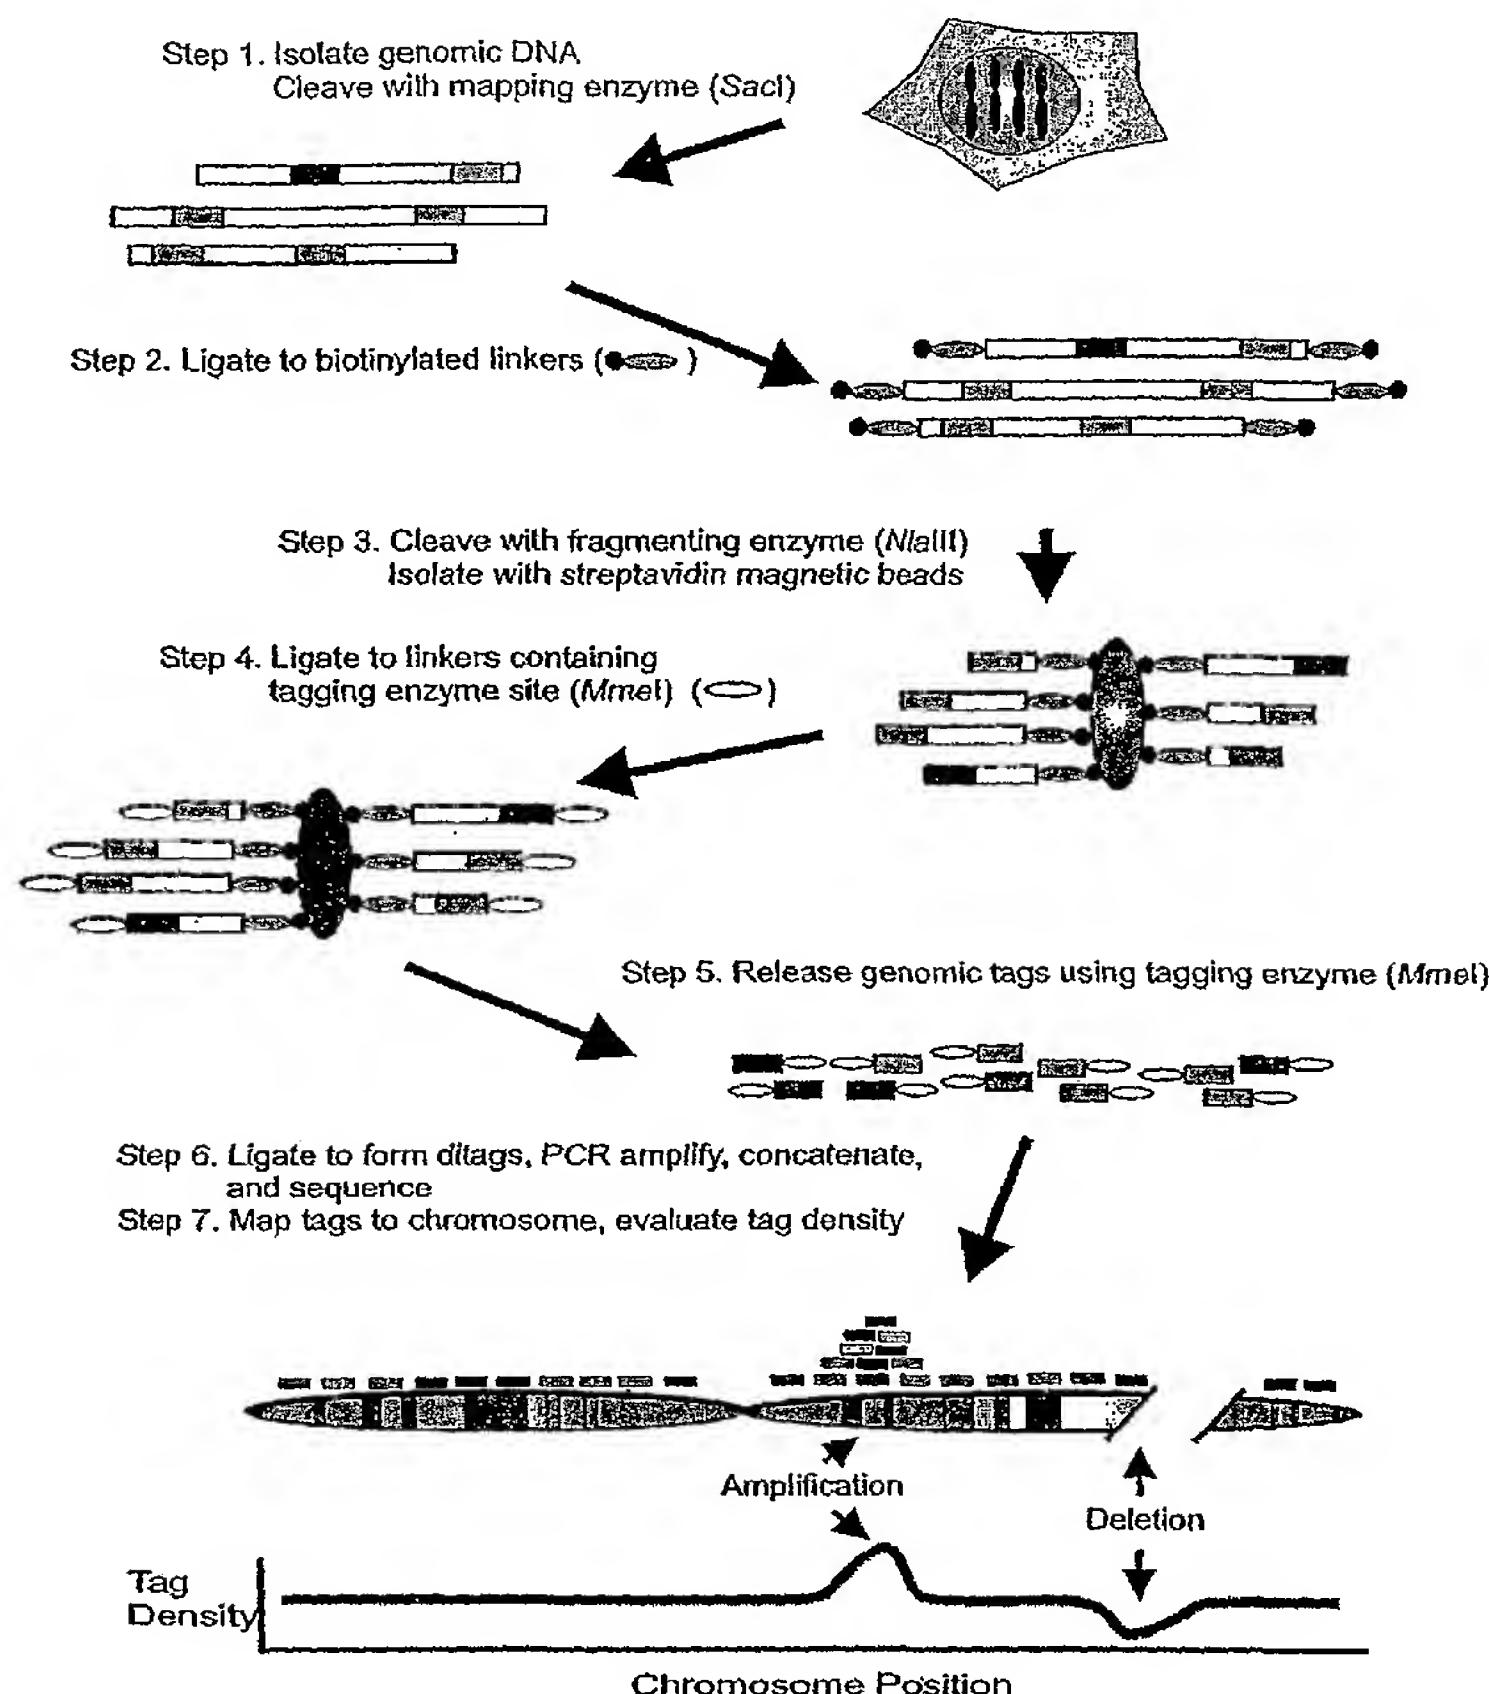 Step 1. Isolate genomic DNA
Cleave with mapping enzyme (SacI)
Step 2. Ligate to biotinylated linkers ( )
Step 3. Cleave with fragmenting enzyme (NlaIII)
Isolate with streptavidin magnetic beads
Step 4. Ligate to linkers containing
tagging enzyme site (MmeI) ( )
Step 5. Release genomic tags using tagging enzyme (MmeI)
Step 6. Ligate to form ditags, PCR amplify, concatenate,
and sequence
Step 7. Map tags to chromosome, evaluate tag density
Amplification
Deletion
Tag
Density
Chromosome Position